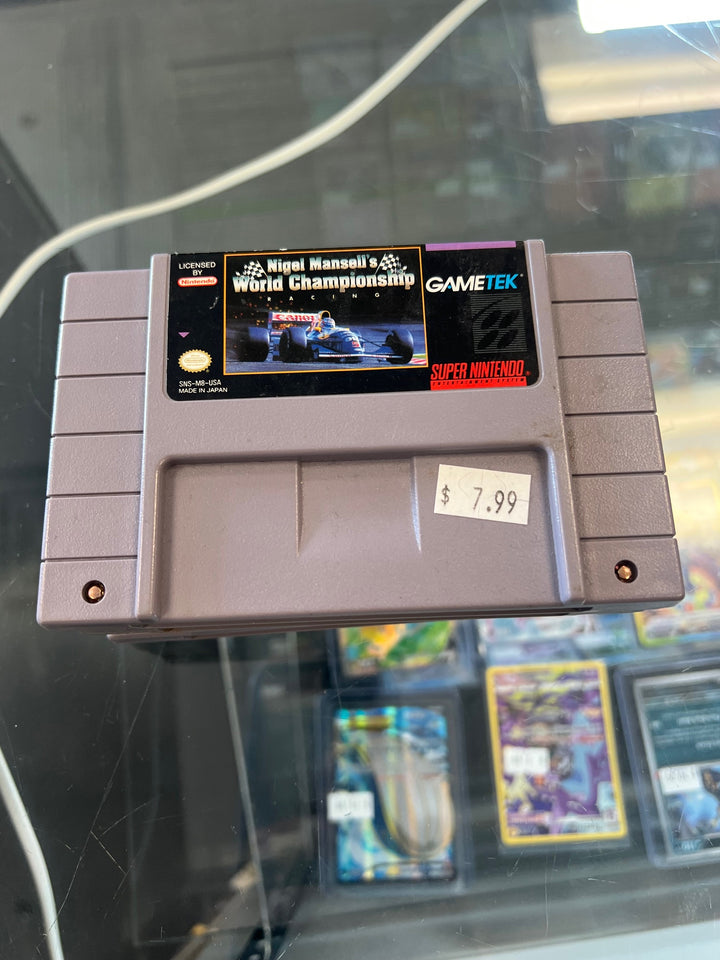 LICENSED
BY
Nintendo
SNS-M8-USA
MADE IN JAPAN
Nigel Mansell's
World Championship
RACING
Canon
GAMETEK®
SUPER NINTENDO®
ENTERTAINMENT SYSTEM
$ 7.99